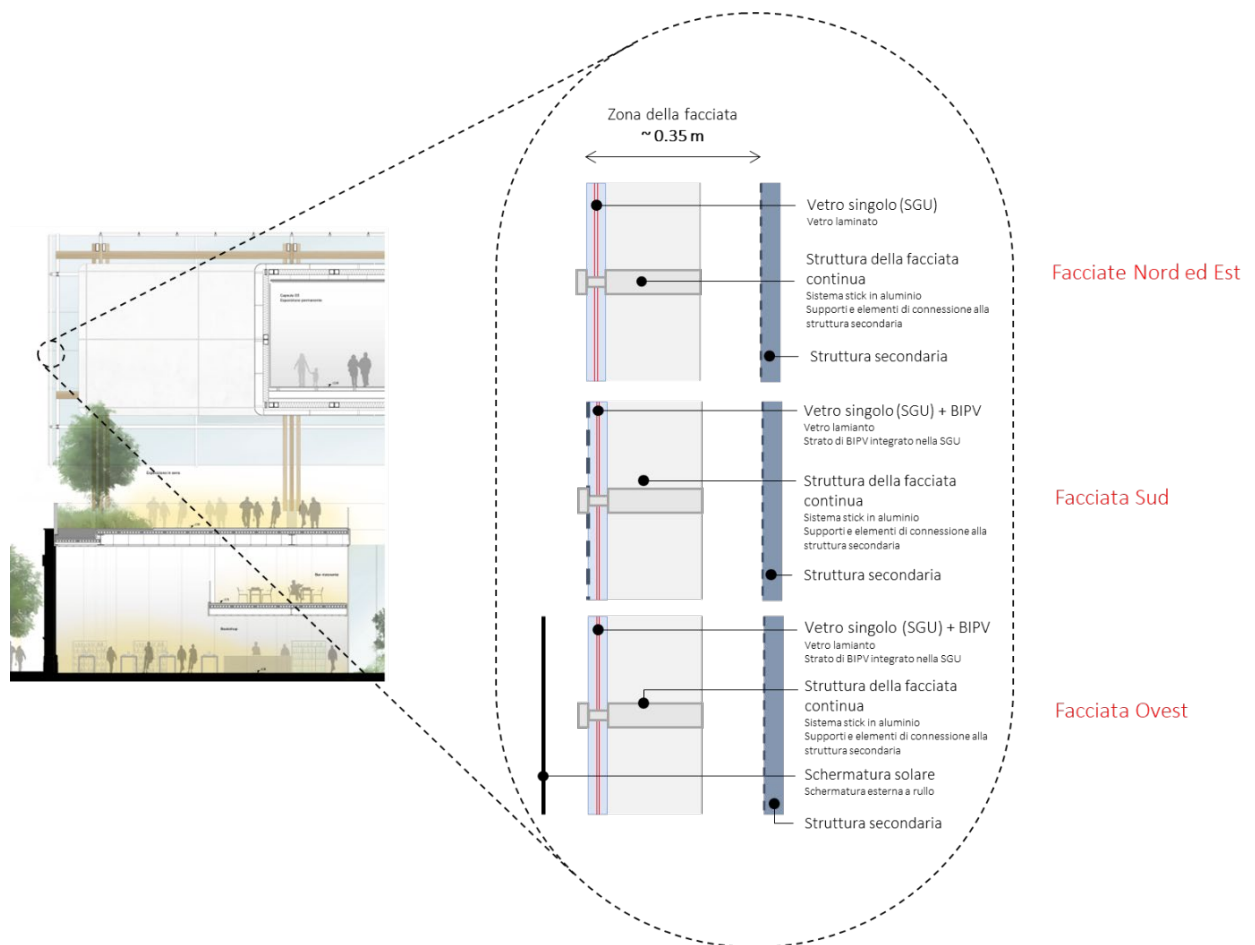 Zona della facciata
~ 0.35 m
Vetro singolo (SGU)
Vetro laminato
Struttura della facciata
continua
Sistema stick in aluminio
Supporti e elementi di connessione alla
struttura secondaria
Struttura secondaria
Facciate Nord ed Est
Vetro singolo (SGU) + BIPV
Vetro lamianto
Strato di BIPV integrato nella SGU
Struttura della facciata
continua
Sistema stick in aluminio
Supporti e elementi di connessione alla
struttura secondaria
Struttura secondaria
Facciata Sud
Vetro singolo (SGU) + BIPV
Vetro lamianto
Strato di BIPV integrato nella SGU
Struttura della facciata
continua
Sistema stick in aluminio
Supporti e elementi di connessione alla
struttura secondaria
Schermatura solare
Schermatura esterna a rullo
Struttura secondaria
Facciata Ovest
Esposizione permanente
Bookshop